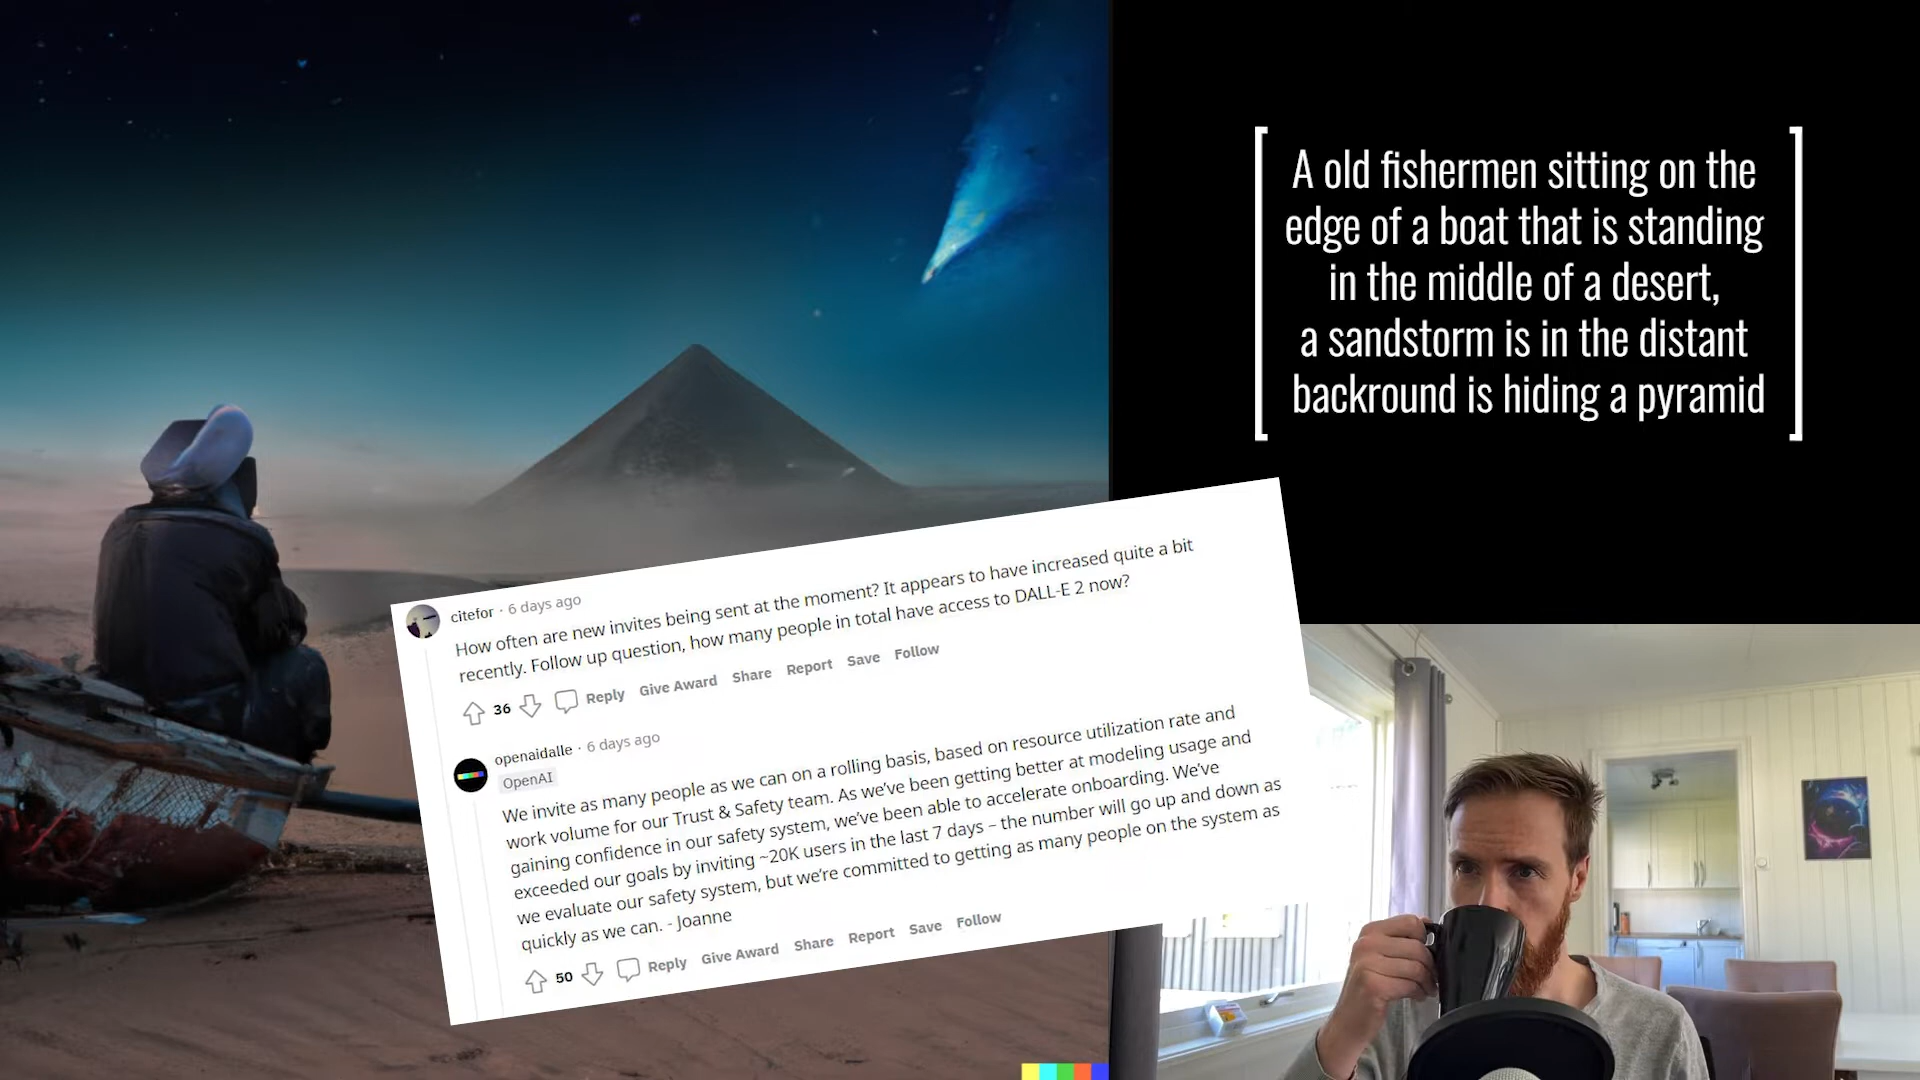 A old fishermen sitting on the
edge of a boat that is standing
in the middle of a desert,
a sandstorm is in the distant
backround is hiding a pyramid
citefor · 6 days ago
How often are new invites being sent at the moment? It appears to have increased quite a bit
recently. Follow up question, how many people in total have access to DALL-E 2 now?
36 Reply Give Award Share Report Save Follow
openaidalle · 6 days ago
OpenAI
We invite as many people as we can on a rolling basis, based on resource utilization rate and
work volume for our Trust & Safety team. As we've been getting better at modeling usage and
gaining confidence in our safety system, we've been able to accelerate onboarding. We've
exceeded our goals by inviting ~20K users in the last 7 days – the number will go up and down as
we evaluate our safety system, but we're committed to getting as many people on the system as
quickly as we can. - Joanne
50 Reply Give Award Share Report Save Follow